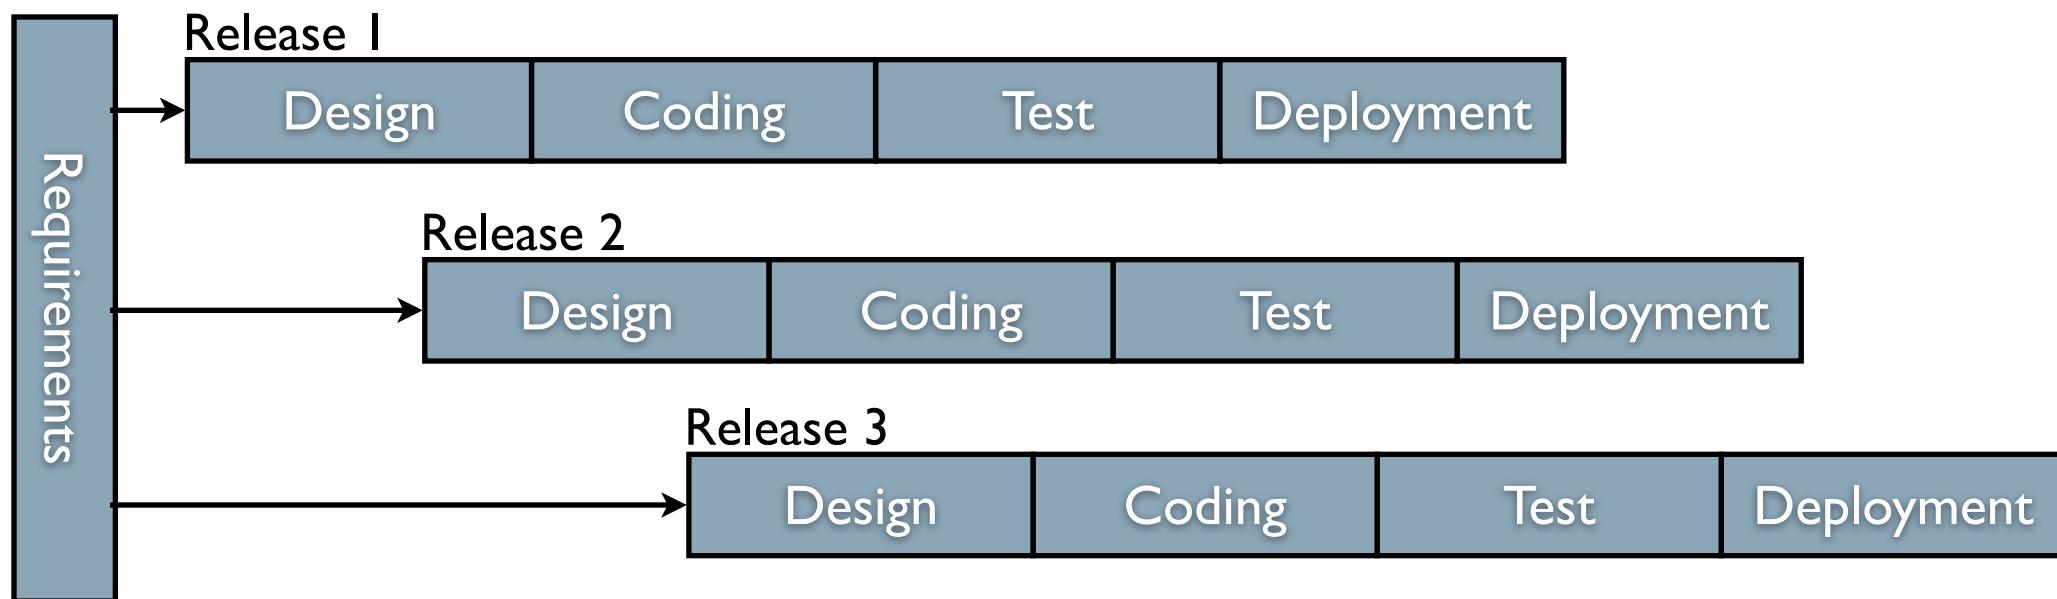 Requirements
Release 1
Design Coding Test Deployment
Release 2
Design Coding Test Deployment
Release 3
Design Coding Test Deployment